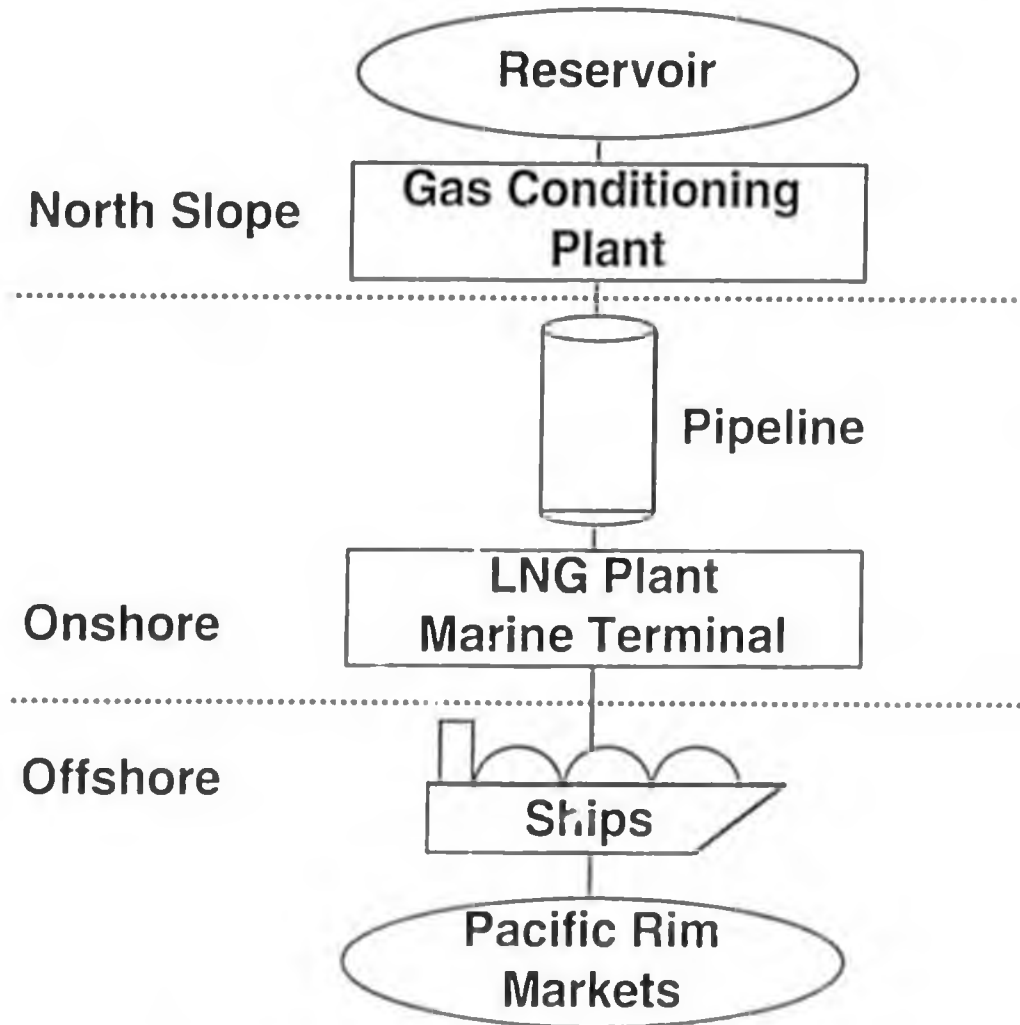 Reservoir
North Slope
Gas Conditioning
Plant
Pipeline
Onshore
LNG Plant
Marine Terminal
Offshore
Ships
Pacific Rim
Markets